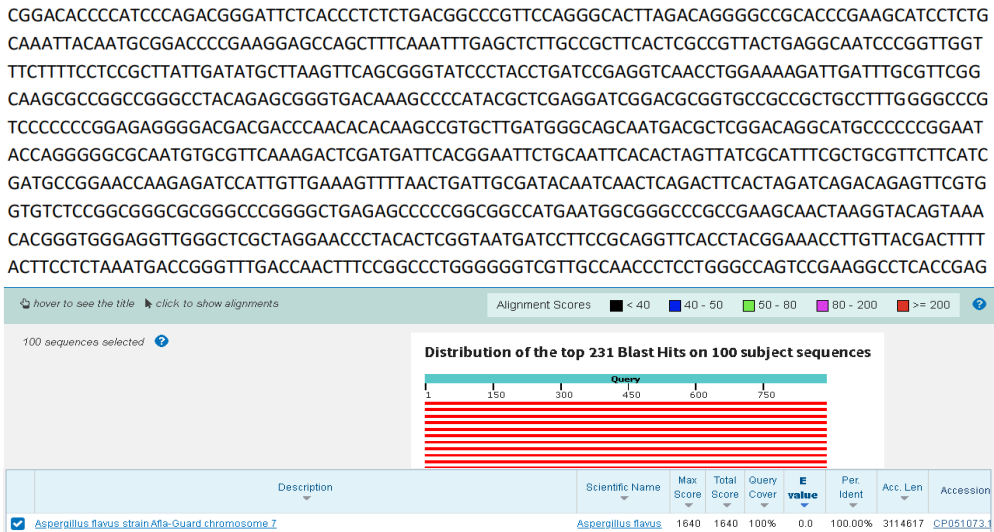 CGGACACCCCATCCCAGACGGGATTCTCACCCTCTCTGACGGCCCGTTCCAGGGCACTTAGACAGGGGCCGCACCCGAAGCATCCTCTG
CAAATTACAATGCGGACCCCGAAGGAGCCAGCTTTCAAATTTGAGCTCTTGCCGCTTCACTCGCCGTTACTGAGGCAATCCCGGTTGGT
TTCTTTTCCTCCGCTTATTGATATGCTTAAGTTCAGCGGGTATCCCTACCTGATCCGAGGTCAACCTGGAAAAGATTGATTTGCGTTCGG
CAAGCGCCGGCCGGGCCTACAGAGCGGGTGACAAAGCCCCATACGCTCGAGGATCGGACGCGGTGCCGCCGCTGCCTTTGGGGCCCG
TCCCCCCCGGAGAGGGGACGACGACCCAACACACAAGCCGTGCTTGATGGGCAGCAATGACGCTCGGACAGGCATGCCCCCCGGAAT
ACCAGGGGGCGCAATGTGCGTTCAAAGACTCGATGATTCACGGAATTCTGCAATTCACACTAGTTATCGCATTTCGCTGCGTTCTTCATC
GATGCCGGAACCAAGAGATCCATTGTTGAAAGTTTTAACTGATTGCGATACAATCAACTCAGACTTCACTAGATCAGACAGAGTTCGTG
GTGTCTCCGGCGGGCGCGGGCCCGGGGCTGAGAGCCCCCGGCGGCCATGAATGGCGGGCCCGCCGAAGCAACTAAGGTACAGTAAA
CACGGGTGGGAGGTTGGGCTCGCTAGGAACCCTACACTCGGTAATGATCCTTCCGCAGGTTCACCTACGGAAACCTTGTTACGACTTTT
ACTTCCTCTAAATGACCGGGTTTGACCAACTTTCCGGCCCTGGGGGGTCGTTGCCAACCCTCCTGGGCCAGTCCGAAGGCCTCACCGAG
hover to see the title click to show alignments Alignment Scores < 40 40 - 50 50 - 80 80 - 200 >= 200 ?
100 sequences selected ?
Distribution of the top 231 Blast Hits on 100 subject sequences
Query
1 150 300 450 600 750
Description Scientific Name Max Score Total Score Query Cover E value Per. Ident Acc. Len Accession
Aspergillus flavus strain Afla-Guard chromosome 7 Aspergillus flavus 1640 1640 100% 0.0 100.00% 3114617 CP051073.1